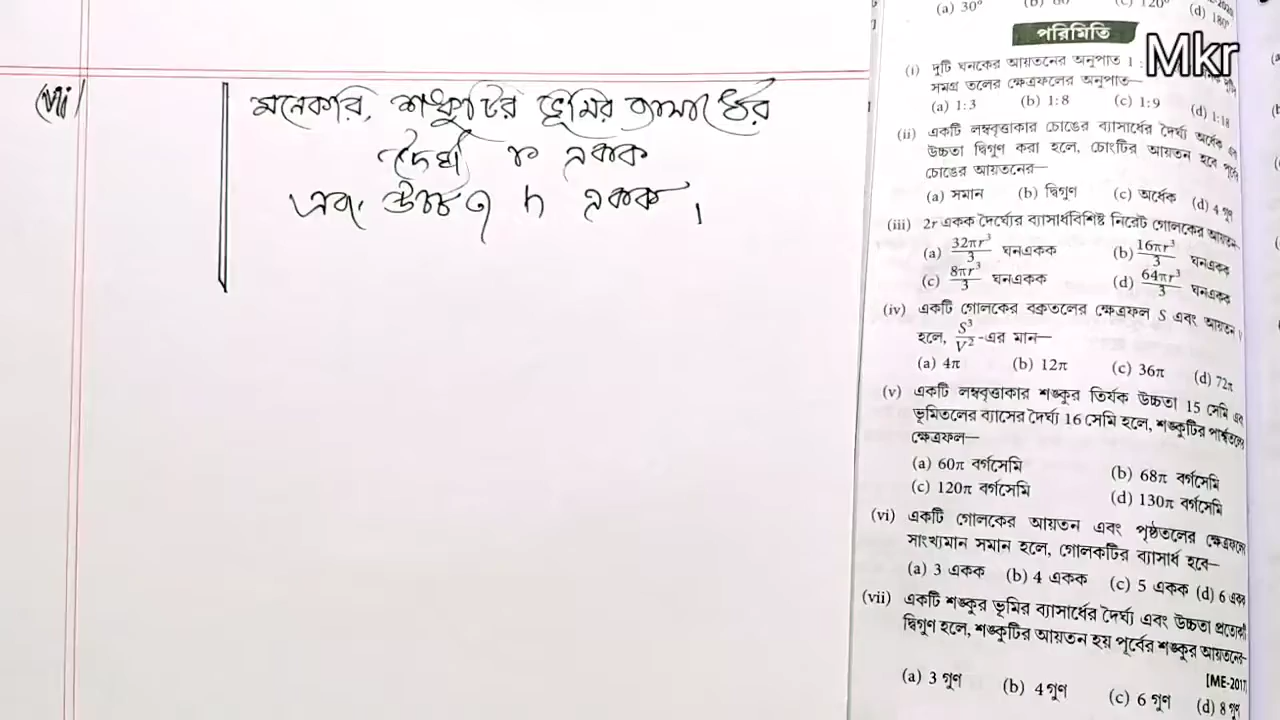 (vii) মনেকরি, শঙ্কুটির ভূমির ব্যাসার্ধের
দৈর্ঘ্য r একক
এবং উচ্চতা h একক ।
(a) 30° (b) 60 (c) 120° (d) 180°
পরিমিতি
Mkr
(i) দুটি ঘনকের আয়তনের অনুপাত 1 :
সমগ্র তলের ক্ষেত্রফলের অনুপাত—
(a) 1:3 (b) 1:8 (c) 1:9 (d) 1:18
(ii) একটি লম্ববৃত্তাকার চোঙের ব্যাসার্ধের দৈর্ঘ্য অর্ধেক এবং
উচ্চতা দ্বিগুণ করা হলে, চোংটির আয়তন হবে পূর্বের
চোঙের আয়তনের—
(a) সমান (b) দ্বিগুণ (c) অর্ধেক (d) 4 গুণ
(iii) 2r একক দৈর্ঘ্যের ব্যাসার্ধবিশিষ্ট নিরেট গোলকের আয়তন—
(a) 32πr³/3 ঘনএকক (b) 16πr³/3 ঘনএকক
(c) 8πr³/3 ঘনএকক (d) 64πr³/3 ঘনএকক
(iv) একটি গোলকের বক্রতলের ক্ষেত্রফল S এবং আয়তন V
হলে, S³/V² -এর মান—
(a) 4π (b) 12π (c) 36π (d) 72π
(v) একটি লম্ববৃত্তাকার শঙ্কুর তির্যক উচ্চতা 15 সেমি এবং
ভূমিতলের ব্যাসের দৈর্ঘ্য 16 সেমি হলে, শঙ্কুটির পার্শ্বতলের
ক্ষেত্রফল—
(a) 60π বর্গসেমি (b) 68π বর্গসেমি
(c) 120π বর্গসেমি (d) 130π বর্গসেমি
(vi) একটি গোলকের আয়তন এবং পৃষ্ঠতলের ক্ষেত্রফলের
সাংখ্যমান সমান হলে, গোলকটির ব্যাসার্ধ হবে—
(a) 3 একক (b) 4 একক (c) 5 একক (d) 6 একক
(vii) একটি শঙ্কুর ভূমির ব্যাসার্ধের দৈর্ঘ্য এবং উচ্চতা প্রত্যেকটি
দ্বিগুণ হলে, শঙ্কুটির আয়তন হয় পূর্বের শঙ্কুর আয়তনের—
[ME-2017]
(a) 3 গুণ (b) 4 গুণ (c) 6 গুণ (d) 8 গুণ